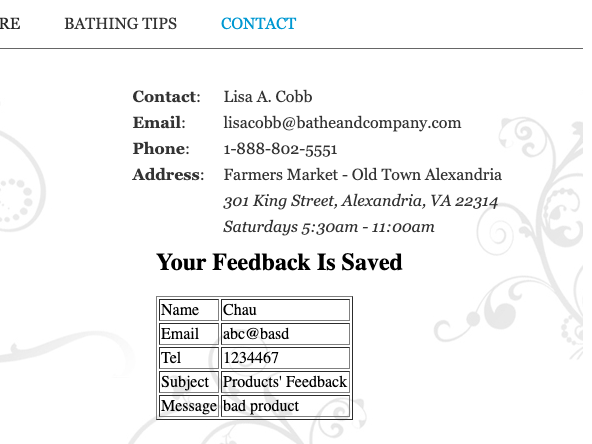 RE BATHING TIPS CONTACT
Contact: Lisa A. Cobb
Email: lisacobb@batheandcompany.com
Phone: 1-888-802-5551
Address: Farmers Market - Old Town Alexandria
301 King Street, Alexandria, VA 22314
Saturdays 5:30am - 11:00am
Your Feedback Is Saved
Name Chau
Email abc@basd
Tel 1234467
Subject Products' Feedback
Message bad product